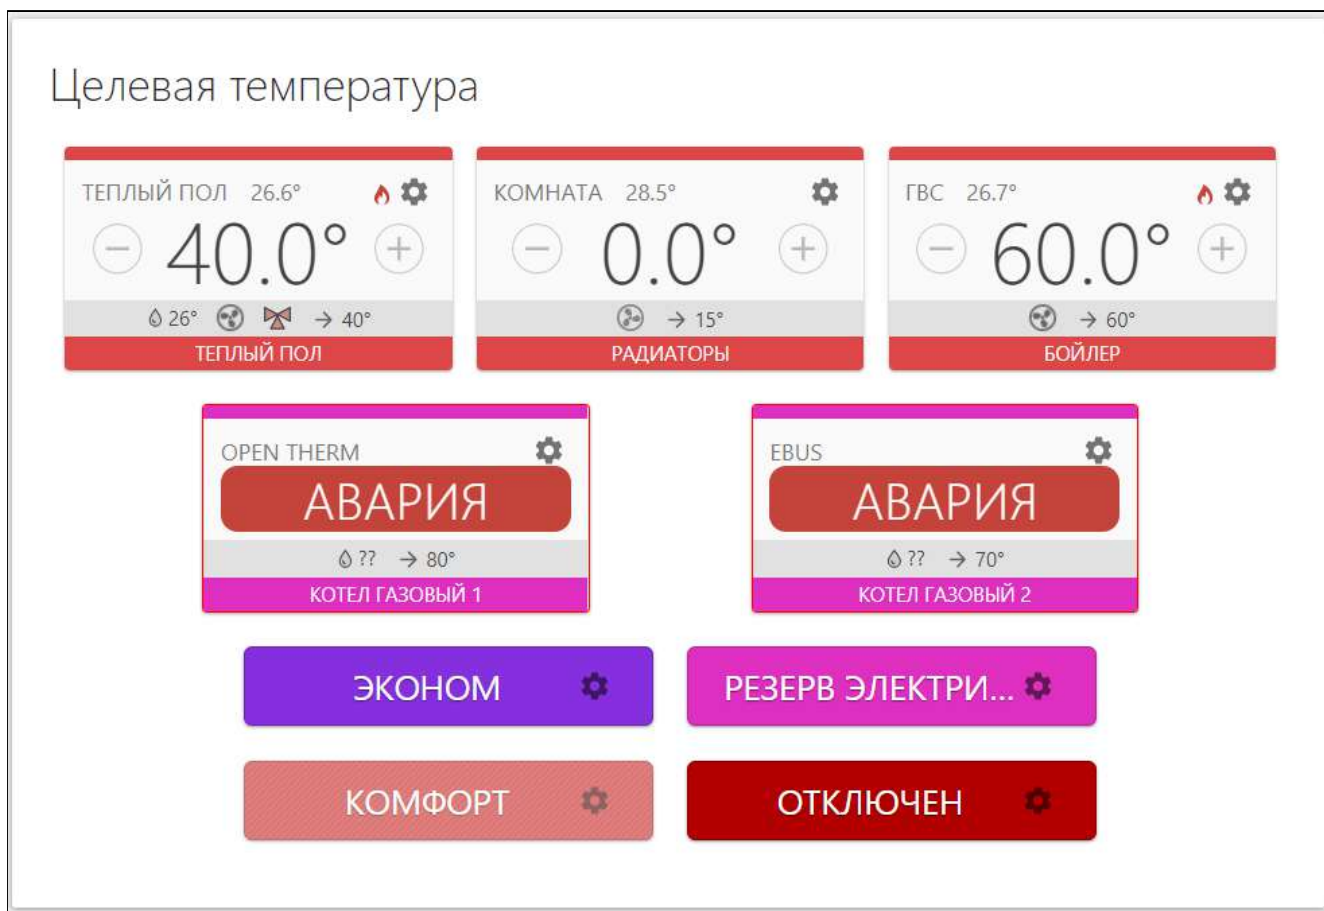 Целевая температура
ТЕПЛЫЙ ПОЛ 26.6°
40.0°
26° → 40°
ТЕПЛЫЙ ПОЛ
КОМНАТА 28.5°
0.0°
→ 15°
РАДИАТОРЫ
ГВС 26.7°
60.0°
→ 60°
БОЙЛЕР
OPEN THERM
АВАРИЯ
?? → 80°
КОТЕЛ ГАЗОВЫЙ 1
EBUS
АВАРИЯ
?? → 70°
КОТЕЛ ГАЗОВЫЙ 2
ЭКОНОМ
РЕЗЕРВ ЭЛЕКТРИ...
КОМФОРТ
ОТКЛЮЧЕН